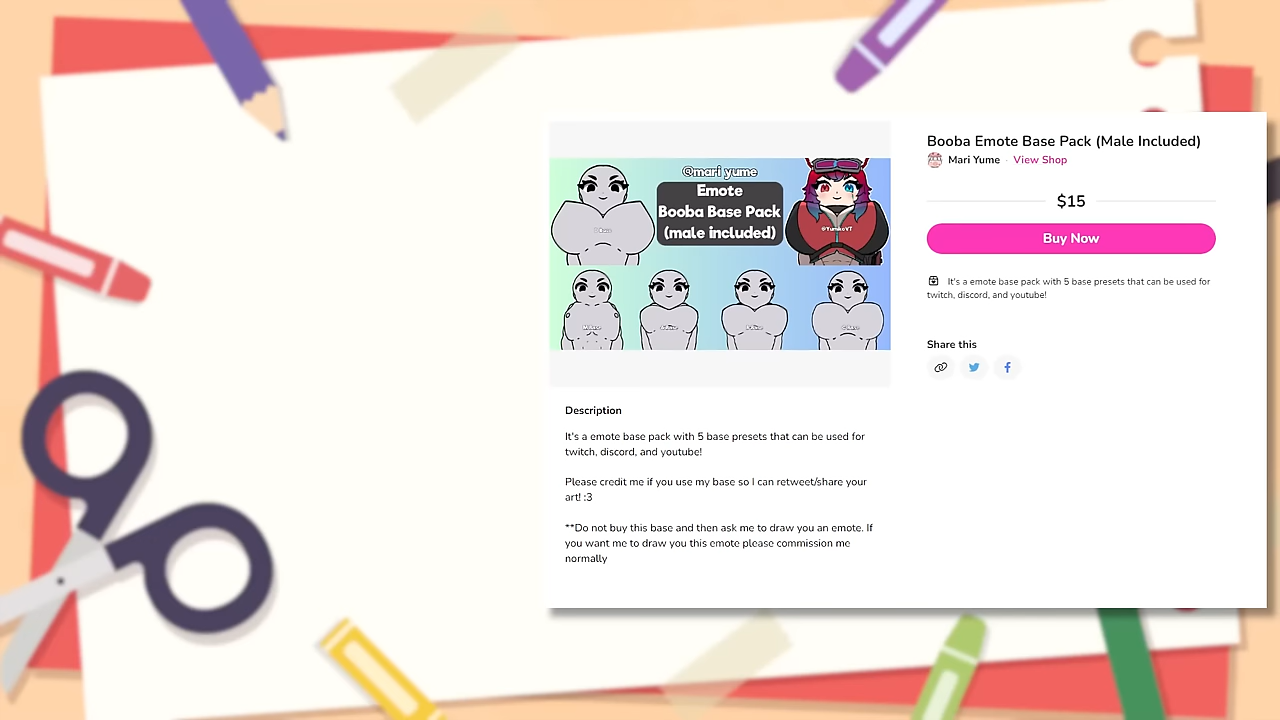 @mari yume
Emote
Booba Base Pack
(male included)
@YumikoVT
Description
It's a emote base pack with 5 base presets that can be used for
twitch, discord, and youtube!
Please credit me if you use my base so I can retweet/share your
art! :3
**Do not buy this base and then ask me to draw you an emote. If
you want me to draw you this emote please commission me
normally
Booba Emote Base Pack (Male Included)
Mari Yume · View Shop
$15
Buy Now
It's a emote base pack with 5 base presets that can be used for
twitch, discord, and youtube!
Share this